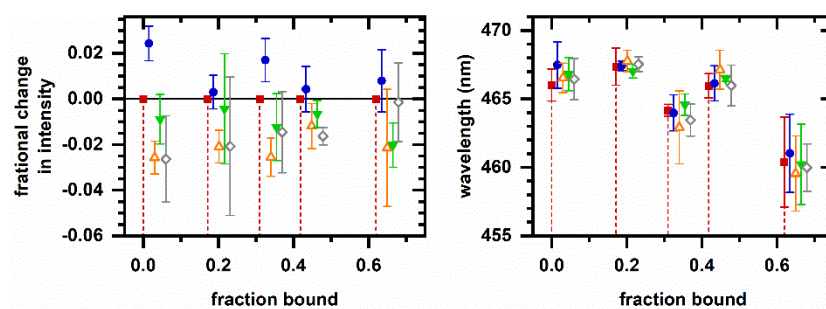 frational change
in intensity
0.02
0.00
-0.02
-0.04
-0.06
0.0 0.2 0.4 0.6
fraction bound
wavelength (nm)
470
465
460
455
0.0 0.2 0.4 0.6
fraction bound